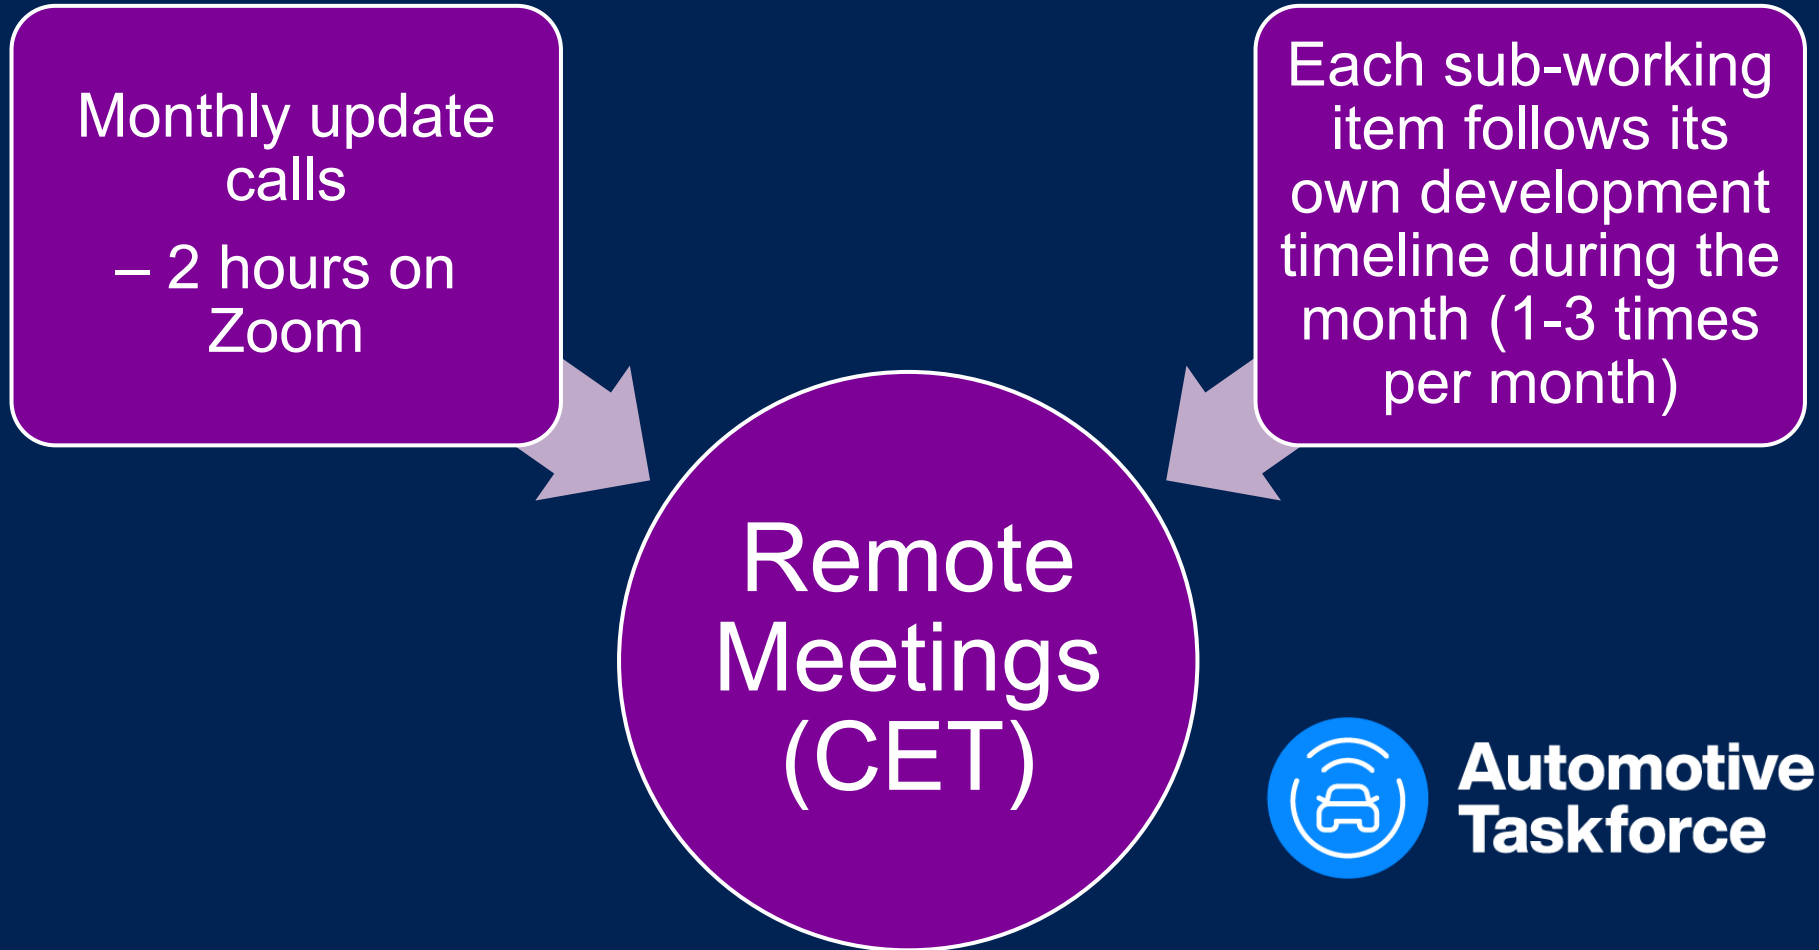 Monthly update
calls
– 2 hours on
Zoom
Each sub-working
item follows its
own development
timeline during the
month (1-3 times
per month)
Remote
Meetings
(CET)
Automotive
Taskforce